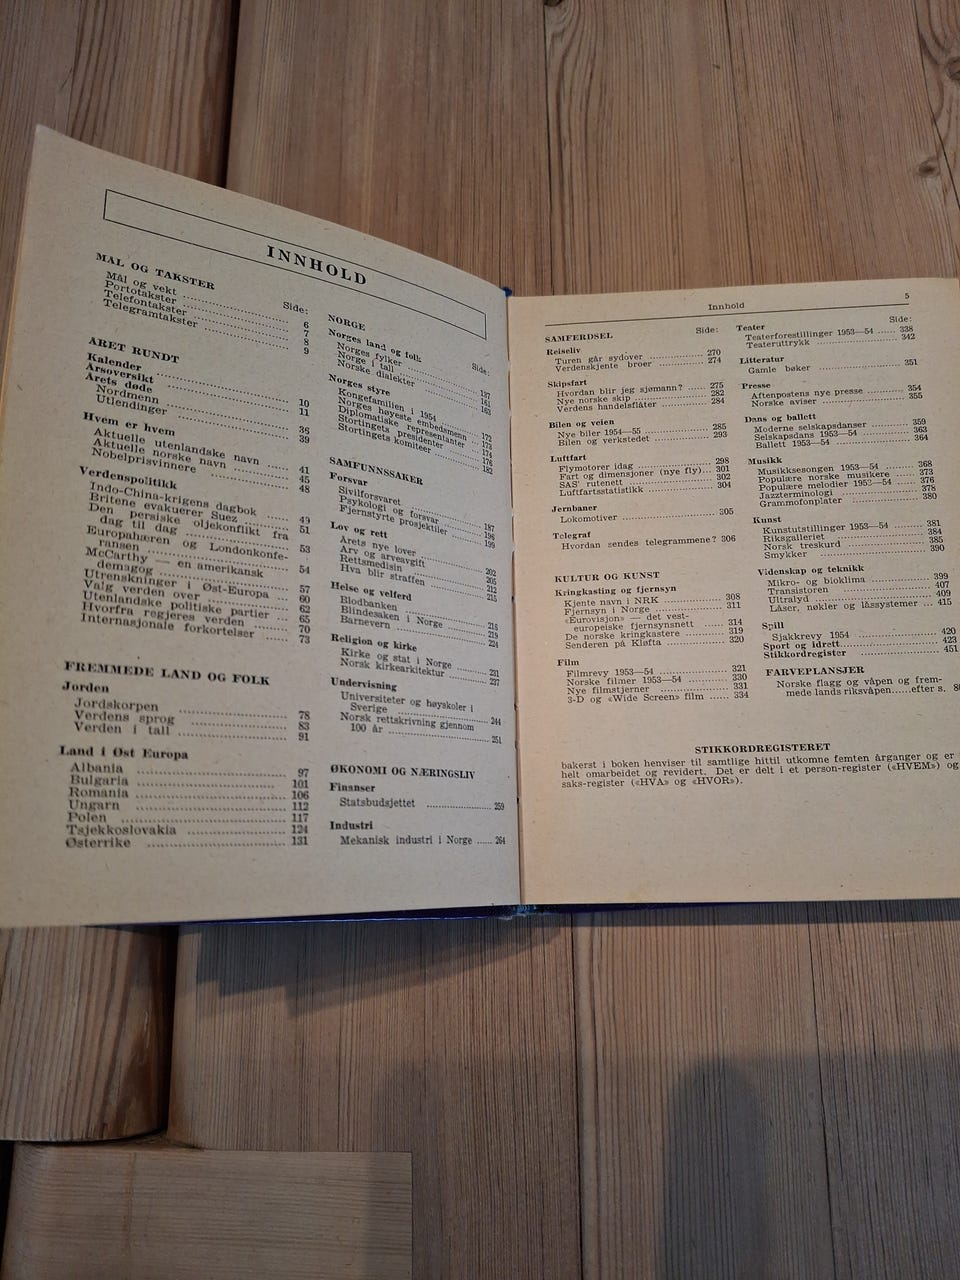 INNHOLD
MÅL OG TAKSTER
Side:
Mål og vekt 6
Portotakster 7
Telefontakster 8
Telegramtakster 9
ÅRET RUNDT
Kalender 10
Årsoversikt 11
Årets døde
Nordmenn 36
Utlendinger 39
Hvem er hvem
Aktuelle utenlandske navn 41
Aktuelle norske navn 45
Nobelprisvinnere 48
Verdenspolitikk
Indo-China-krigens dagbok 49
Britene evakuerer Suez 51
Den persiske oljekonflikt fra
dag til dag 53
Europahæren og Londonkonfe-
ransen 54
McCarthy — en amerikansk
demagog 57
Utrenskninger i Øst-Europa 60
Valg verden over 62
Utenlandske politiske partier 65
Hvorfra regjeres verden 70
Internasjonale forkortelser 73
FREMMEDE LAND OG FOLK
Jorden
Jordskorpen 78
Verdens sprog 83
Verden i tall 91
Land i Øst Europa
Albania 97
Bulgaria 101
Romania 106
Ungarn 112
Polen 117
Tsjekkoslovakia 124
Østerrike 131
NORGE
Norges land og folk
Side:
Norges fylker 137
Norge i tall 161
Norske dialekter 163
Norges styre
Kongefamilien i 1954 172
Norges høyeste embedsmenn 173
Diplomatiske representanter 174
Stortingets presidenter 176
Stortingets komiteer 182
SAMFUNNSSAKER
Forsvar
Sivilforsvaret 187
Psykologi og forsvar 196
Fjernstyrte prosjektiler 199
Lov og rett
Årets nye lover 202
Arv og arveavgift 205
Rettsmedisin 212
Hva blir straffen 215
Helse og velferd
Blodbanken 216
Blindesaken i Norge 219
Barnevern 224
Religion og kirke
Kirke og stat i Norge 231
Norsk kirkearkitektur 237
Undervisning
Universiteter og høyskoler i
Sverige 244
Norsk rettskrivning gjennom
100 år 251
ØKONOMI OG NÆRINGSLIV
Finanser
Statsbudsjettet 259
Industri
Mekanisk industri i Norge 264
Innhold 5
SAMFERDSEL Side:
Reiseliv
Turen går sydover 270
Verdenskjente broer 274
Skipsfart
Hvordan blir jeg sjømann? 275
Nye norske skip 282
Verdens handelsflåter 284
Bilen og veien
Nye biler 1954—55 285
Bilen og verkstedet 293
Luftfart
Flymotorer idag 298
Fart og dimensjoner (nye fly) 301
SAS' rutenett 302
Luftfartsstatistikk 304
Jernbaner
Lokomotiver 305
Telegraf
Hvordan sendes telegrammene? 306
KULTUR OG KUNST
Kringkasting og fjernsyn
Kjente navn i NRK 308
Fjernsyn i Norge 311
«Eurovisjon» — det vest-
europeiske fjernsynsnett 314
De norske kringkastere 319
Senderen på Kløfta 320
Film
Filmrevy 1953—54 321
Norske filmer 1953—54 330
Nye filmstjerner 331
3-D og «Wide Screen» film 334
Teater
Side:
Teaterforestillinger 1953—54 338
Teateruttrykk 342
Litteratur
Gamle bøker 351
Presse
Aftenpostens nye presse 354
Norske aviser 355
Dans og ballett
Moderne selskapsdanser 359
Selskapsdans 1953—54 363
Ballett 1953—54 364
Musikk
Musikksesongen 1953—54 368
Populære norske musikere 373
Populære melodier 1953—54 376
Jazzterminologi 378
Grammofonplater 380
Kunst
Kunstutstillinger 1953—54 381
Riksgalleriet 384
Norsk treskurd 385
Smykker 390
Videnskap og teknikk
Mikro- og bioklima 399
Transistoren 407
Ultralyd 409
Låser, nøkler og låssystemer 415
Spill
Sjakkrevy 1954 420
Sport og idrett 423
Stikkordregister 451
FARVEPLANSJER
Norske flagg og våpen og frem-
mede lands riksvåpen.....efter s.
STIKKORDREGISTERET
bakerst i boken henviser til samtlige hittil utkomne femten årganger og er
helt omarbeidet og revidert. Det er delt i et person-register («HVEM») og
saks-register («HVA» og «HVOR»).